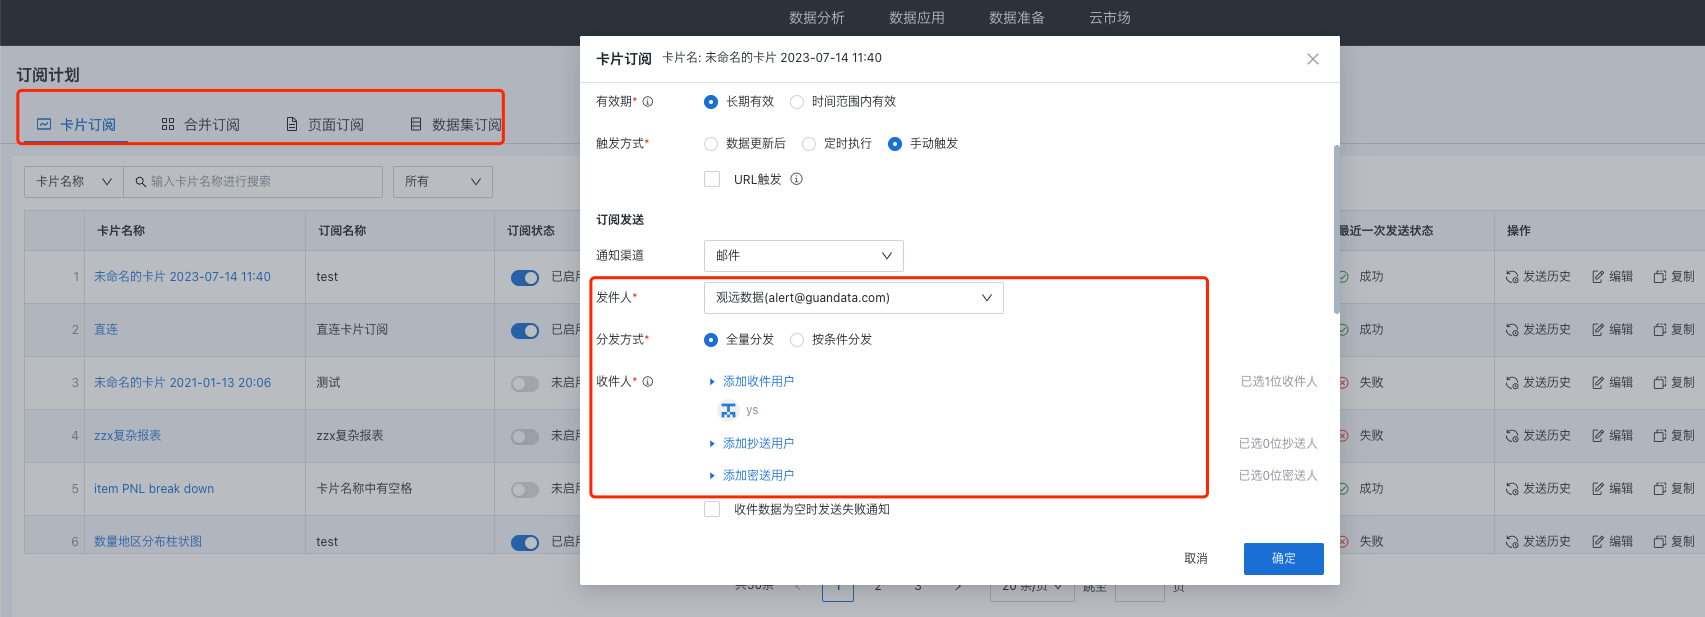 数据分析 数据应用 数据准备 云市场
订阅计划
卡片订阅 合并订阅 页面订阅 数据集订阅
卡片名称 输入卡片名称进行搜索 所有
卡片名称 订阅名称 订阅状态 最近一次发送状态 操作
1 未命名的卡片 2023-07-14 11:40 test 已启用 成功 发送历史 编辑 复制
2 直连 直连卡片订阅 已启用 成功 发送历史 编辑 复制
3 未命名的卡片 2021-01-13 20:06 测试 未启用 失败 发送历史 编辑 复制
4 zzx复杂报表 zzx复杂报表 未启用 失败 发送历史 编辑 复制
5 item PNL break down 卡片名称中有空格 未启用 成功 发送历史 编辑 复制
6 数量地区分布柱状图 test 已启用 失败 发送历史 编辑 复制
1 2 3 20 条/页 跳至 页
卡片订阅 卡片名: 未命名的卡片 2023-07-14 11:40
有效期* 长期有效 时间范围内有效
触发方式* 数据更新后 定时执行 手动触发
URL触发
订阅发送
通知渠道 邮件
发件人* 观远数据(alert@guandata.com)
分发方式* 全量分发 按条件分发
收件人* 添加收件用户 已选1位收件人
ys
添加抄送用户 已选0位抄送人
添加密送用户 已选0位密送人
收件数据为空时发送失败通知
取消 确定